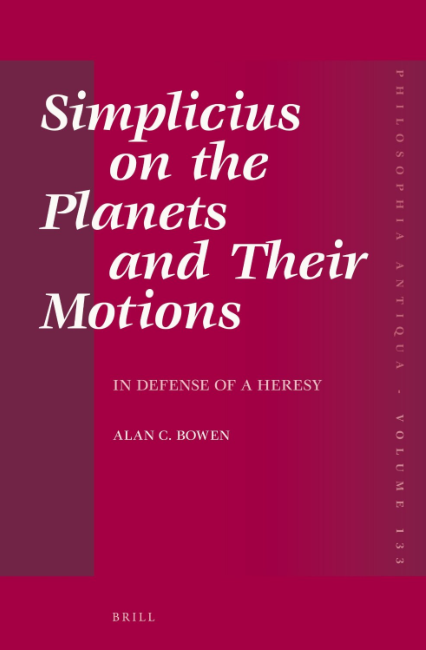 Simplicius
on the
Planets
and Their
Motions
IN DEFENSE OF A HERESY
ALAN C. BOWEN
PHILOSOPHIA ANTIQUA - VOLUME 133
BRILL